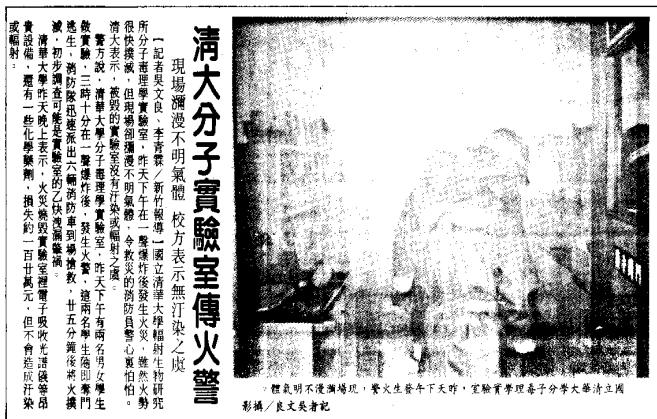 清大分子實驗室傳火警
現場瀰漫不明氣體 校方表示無汙染之虞
【記者吳文良、李青霖/新竹報導】國立清華大學輻射生物研究
所分子毒理學實驗室，昨天下午在一聲爆炸後發生火災，雖然火勢
很快撲滅，但現場卻瀰漫不明氣體，令救災的消防員警心裏怕怕。
清大表示，被毀的實驗室沒有汙染或輻射之虞。
警方說，清華大學分子毒理學實驗室，昨天下午有兩名男女學生
做實驗，三時十分在一聲爆炸後，發生火警，這兩名學生隨即奪門
逃生，消防隊迅速派出六輛消防車到場搶救，廿五分鐘後將火撲
滅，初步調查可能是實驗室的乙炔洩漏肇禍。
清華大學昨天晚上表示，火災燒毀實驗室裡電子吸收光譜儀等昂
貴設備，還有一些化學藥劑，損失約一百廿萬元，但不會造成汙染
或輻射。
體氣明不漫瀰場現，警火生發午下天昨，室驗實學理毒子分學大華清立國
影攝/良文吳者記